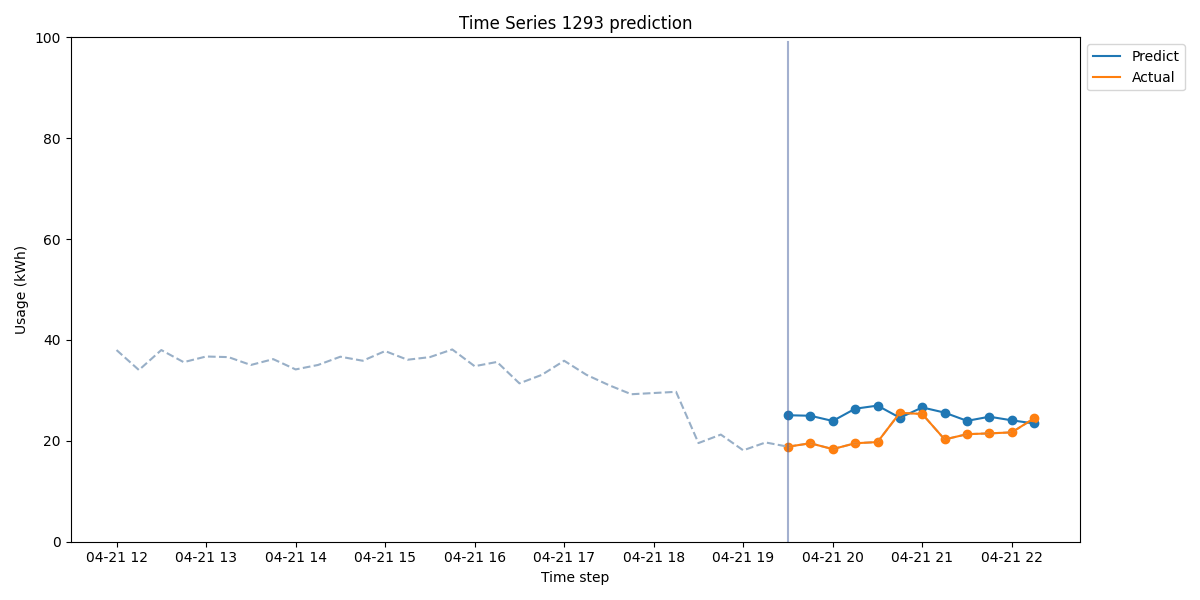 Time Series 1293 prediction
Predict
Actual
Usage (kWh)
100
80
60
40
20
0
04-21 12 04-21 13 04-21 14 04-21 15 04-21 16 04-21 17 04-21 18 04-21 19 04-21 20 04-21 21 04-21 22
Time step